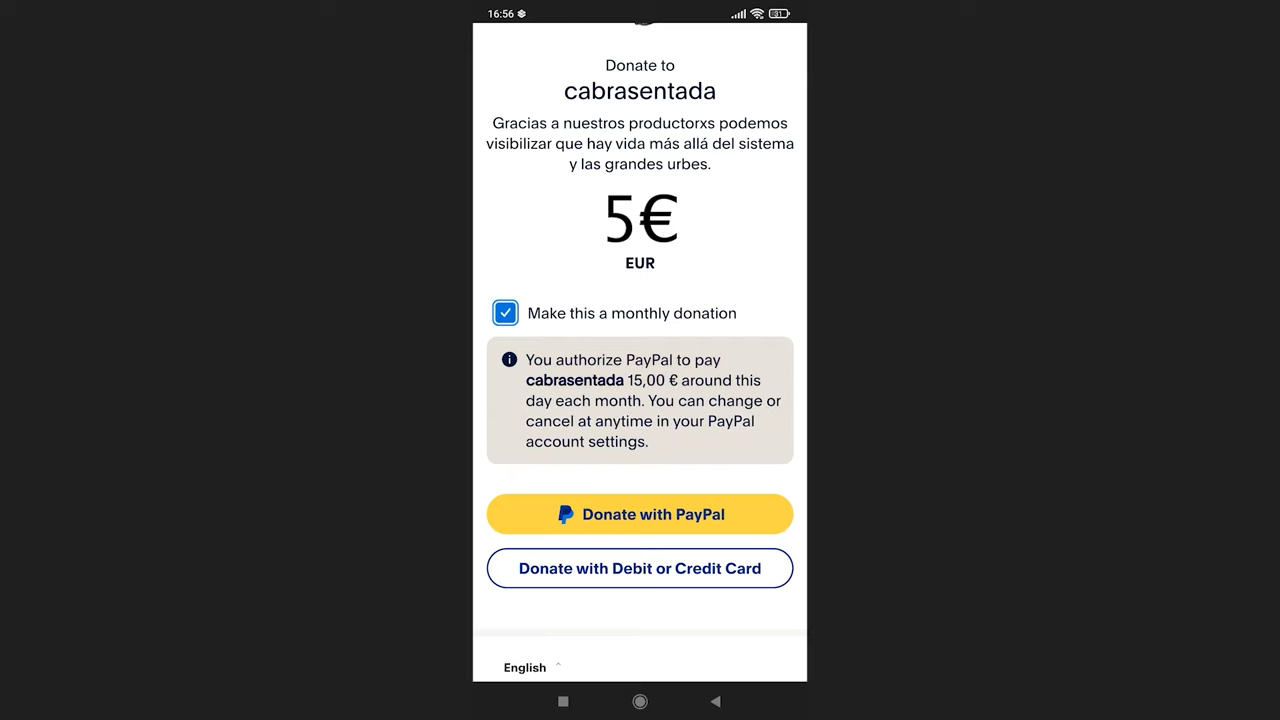 16:56
31
Donate to
cabrasentada
Gracias a nuestros productorxs podemos
visibilizar que hay vida más allá del sistema
y las grandes urbes.
5€
EUR
Make this a monthly donation
You authorize PayPal to pay
cabrasentada 15,00 € around this
day each month. You can change or
cancel at anytime in your PayPal
account settings.
Donate with PayPal
Donate with Debit or Credit Card
English